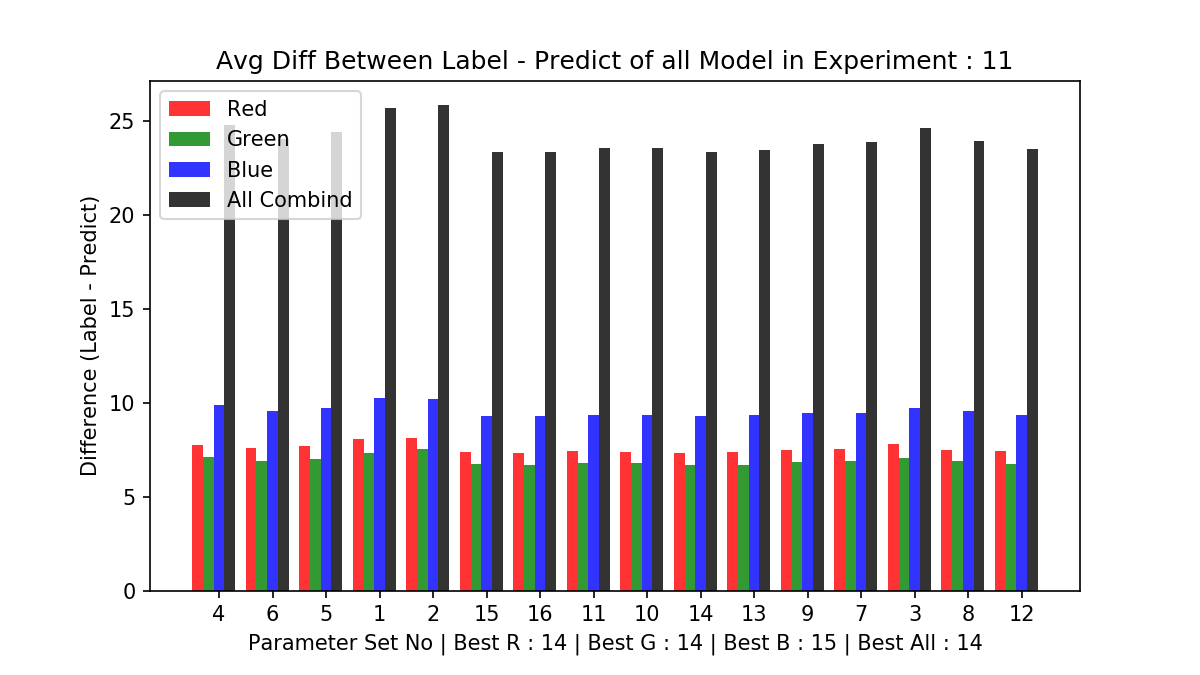 Avg Diff Between Label - Predict of all Model in Experiment : 11
Red
Green
Blue
All Combind
Difference (Label - Predict)
25
20
15
10
5
0
4 6 5 1 2 15 16 11 10 14 13 9 7 3 8 12
Parameter Set No | Best R : 14 | Best G : 14 | Best B : 15 | Best All : 14